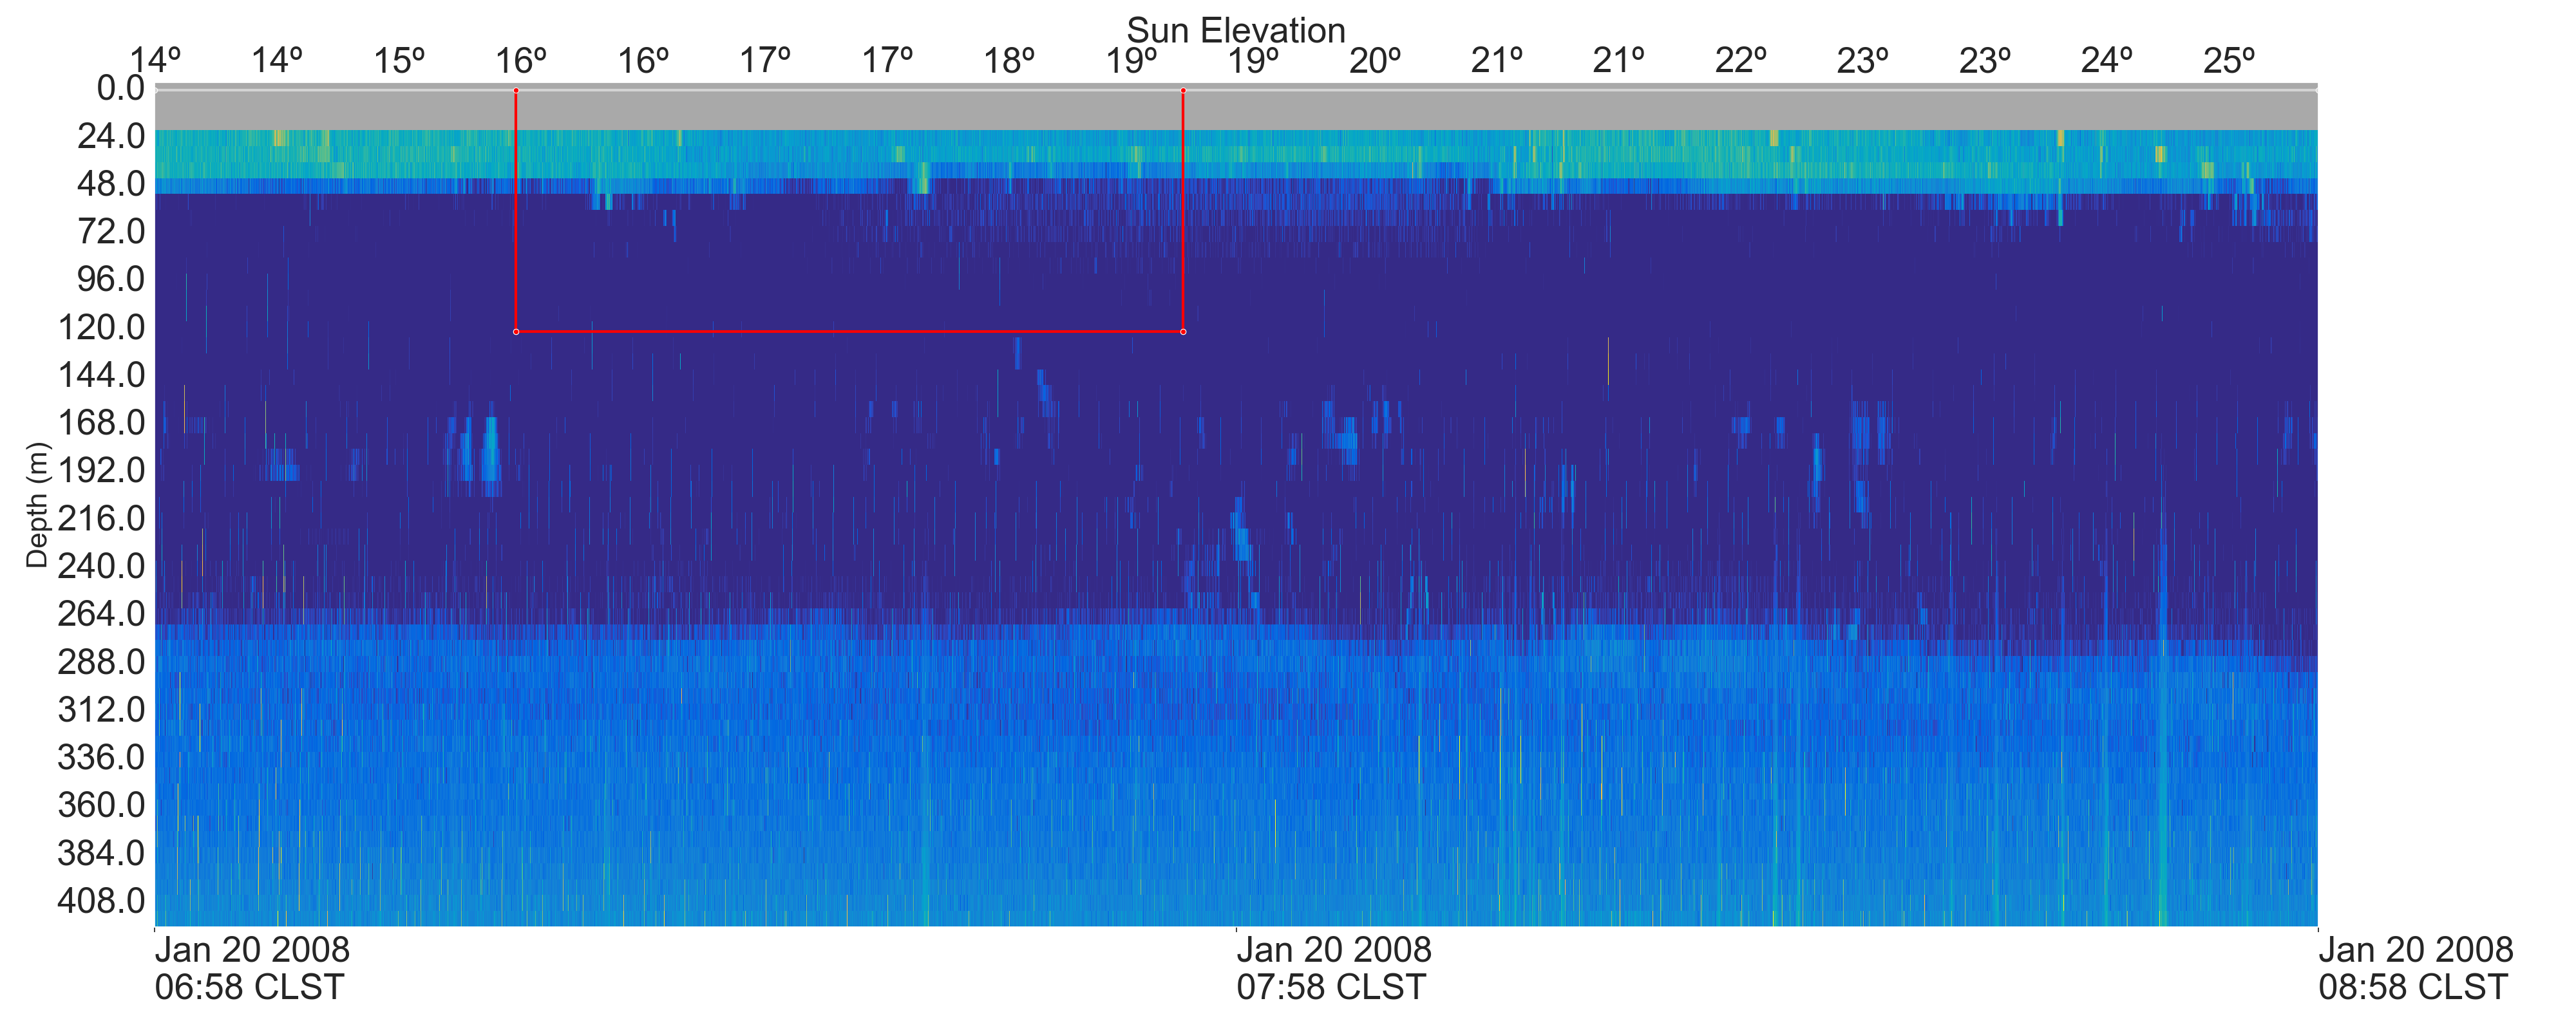 Sun Elevation
14º 14º 15º 16º 16º 17º 17º 18º 19º 19º 20º 21º 21º 22º 23º 23º 24º 25º
0.0
24.0
48.0
72.0
96.0
120.0
144.0
168.0
192.0
216.0
240.0
264.0
288.0
312.0
336.0
360.0
384.0
408.0
Depth (m)
Jan 20 2008
06:58 CLST
Jan 20 2008
07:58 CLST
Jan 20 2008
08:58 CLST